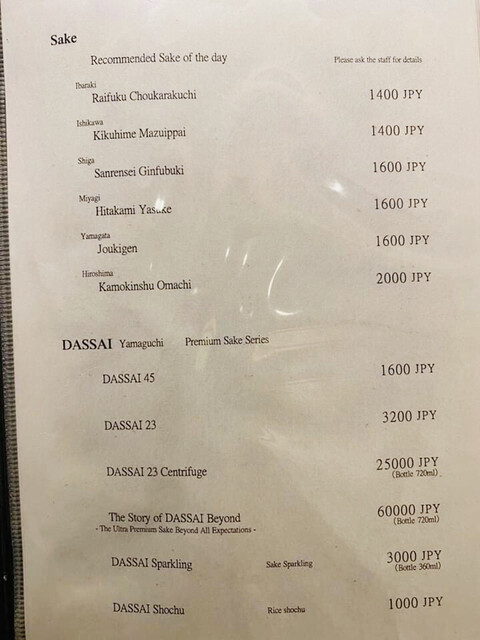 Sake
Recommended Sake of the day Please ask the staff for details
Ibaraki
Raifuku Choukarakuchi 1400 JPY
Ishikawa
Kikuhime Mazuippai 1400 JPY
Shiga
Sanrensei Ginfubuki 1600 JPY
Miyagi
Hitakami Yasuke 1600 JPY
Yamagata
Joukigen 1600 JPY
Hiroshima
Kamokinshu Omachi 2000 JPY
DASSAI Yamaguchi Premium Sake Series
DASSAI 45 1600 JPY
DASSAI 23 3200 JPY
DASSAI 23 Centrifuge 25000 JPY
(Bottle 720ml)
The Story of DASSAI Beyond 60000 JPY
- The Ultra Premium Sake Beyond All Expectations - (Bottle 720ml)
DASSAI Sparkling Sake Sparkling 3000 JPY
(Bottle 360ml)
DASSAI Shochu Rice shochu 1000 JPY